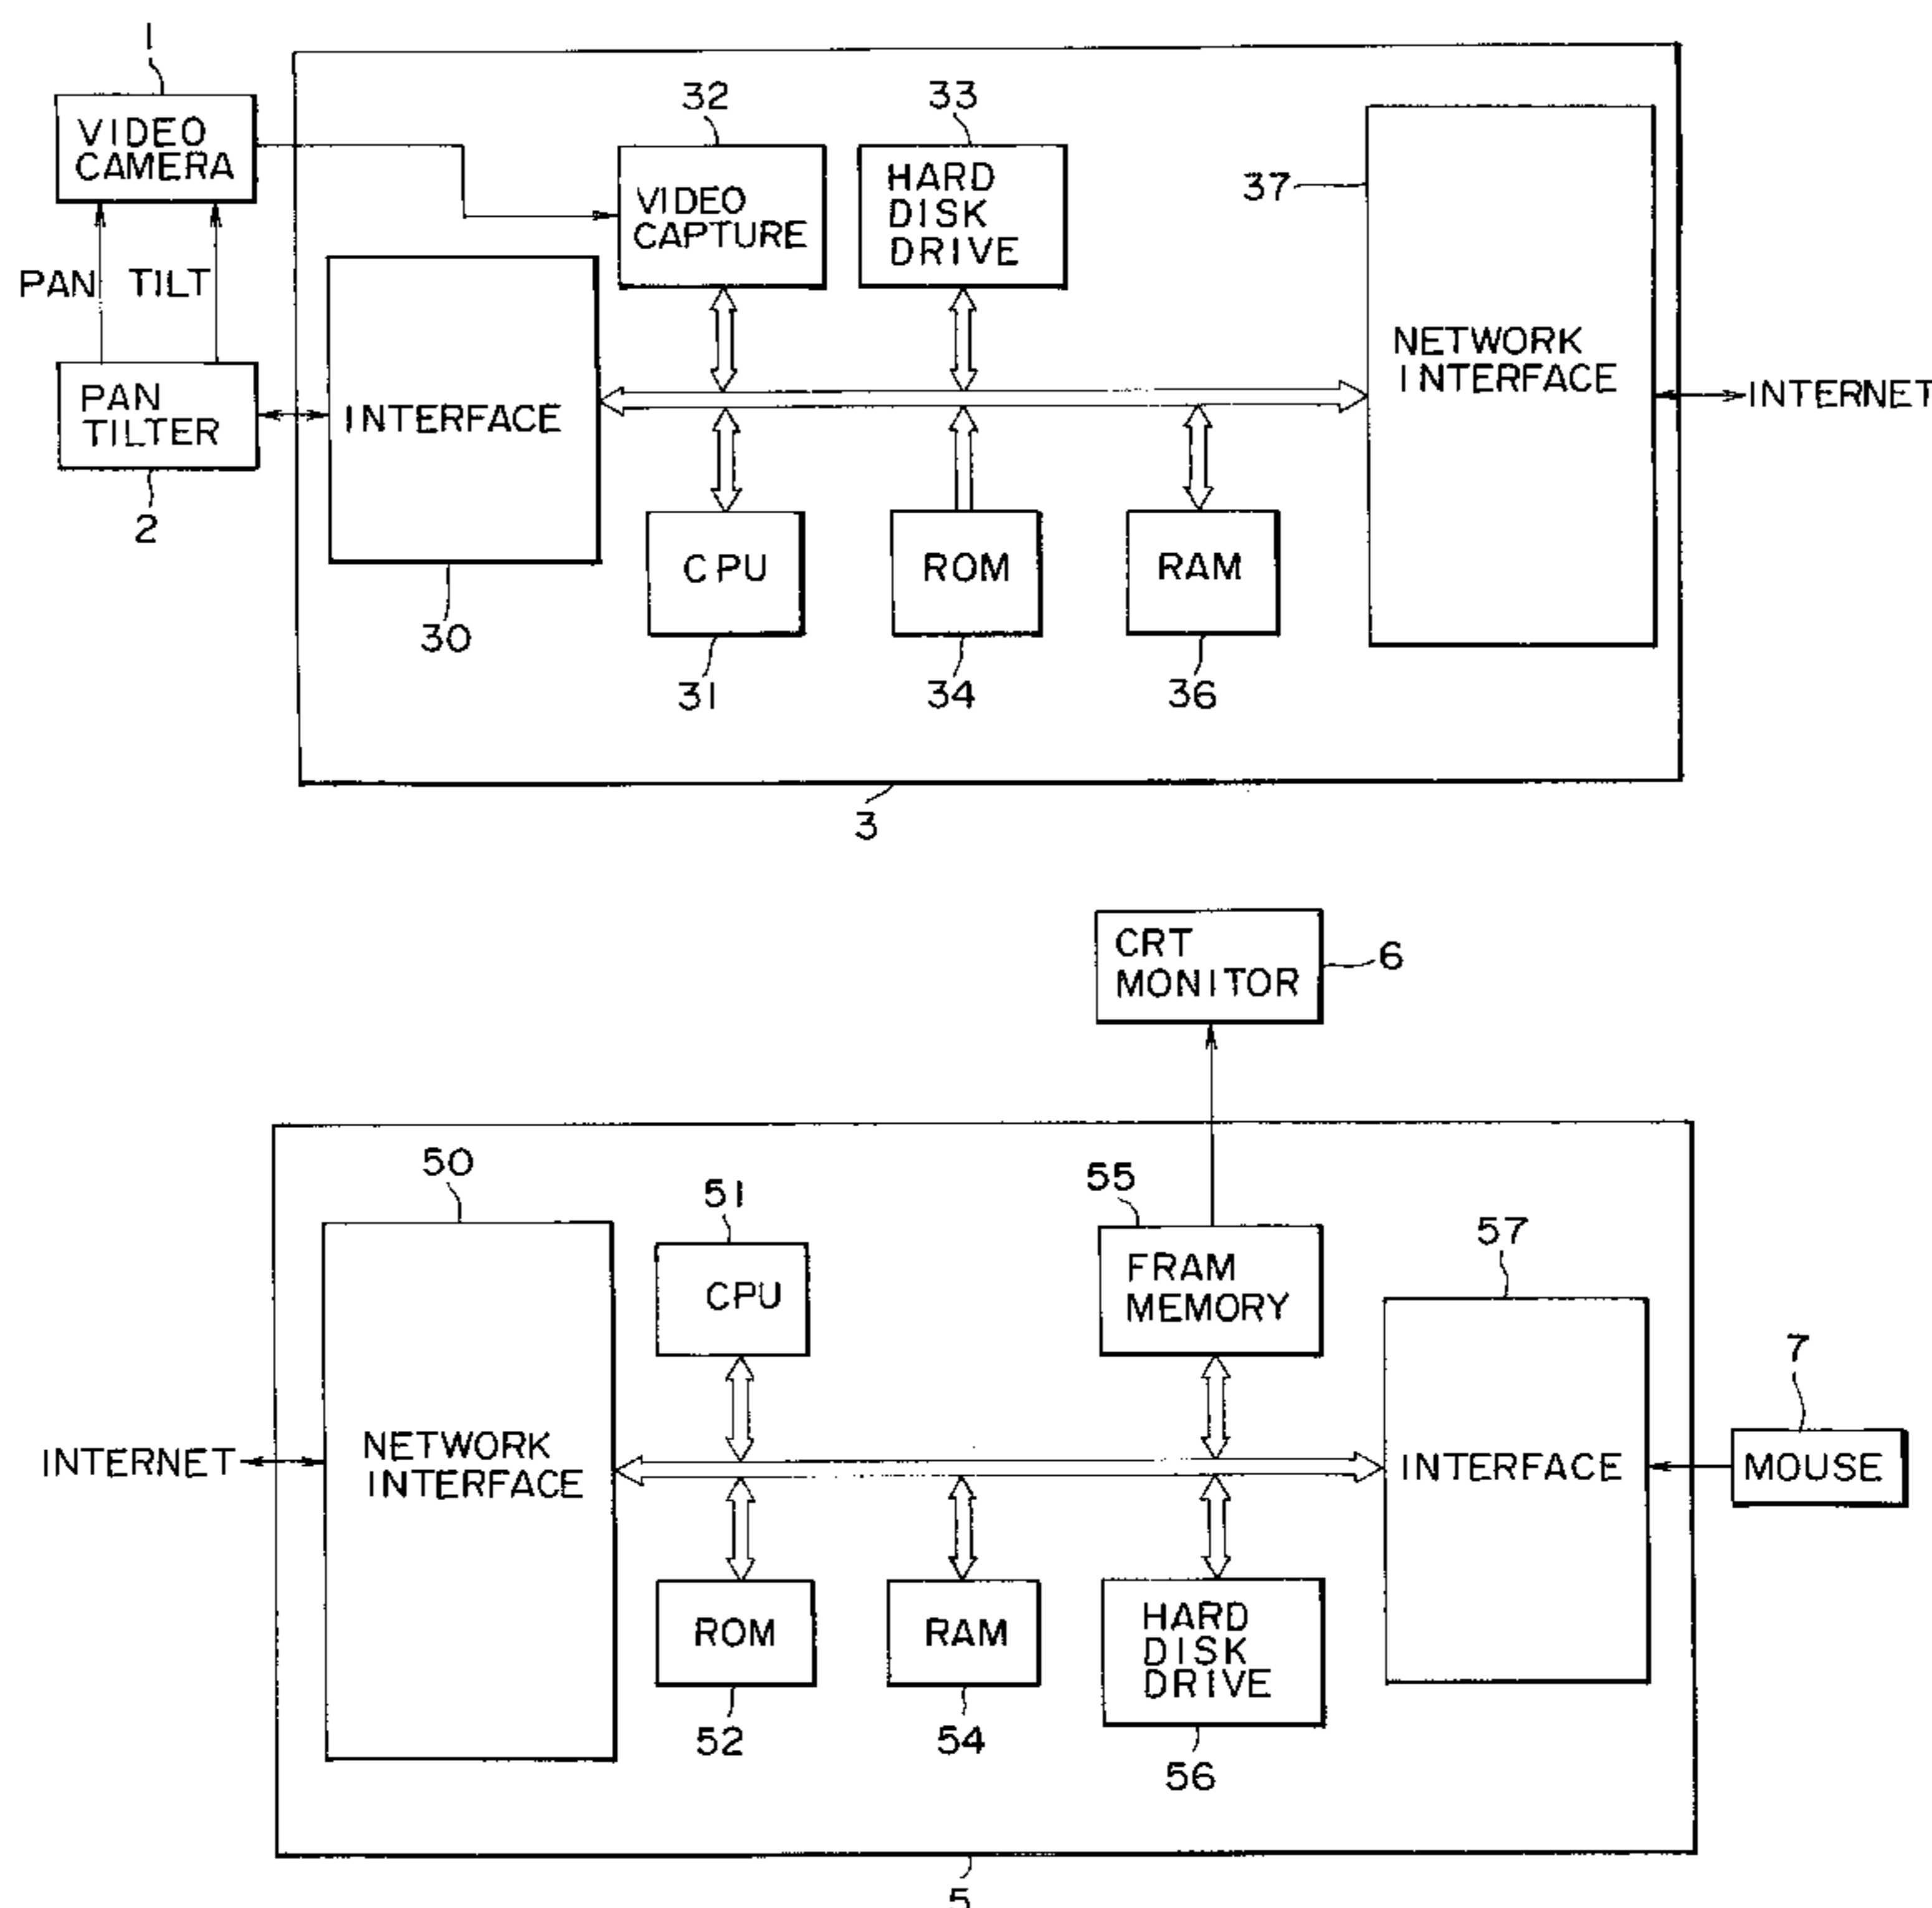 1
VIDEO
CAMERA
PAN TILT
PAN
TILTER
2
32
VIDEO
CAPTURE
33
HARD
DISK
DRIVE
37
NETWORK
INTERFACE
INTERNET
INTERFACE
30
CPU
31
ROM
34
RAM
36
3
CRT
MONITOR
6
50
NETWORK
INTERFACE
INTERNET
51
CPU
55
FRAM
MEMORY
57
INTERFACE
7
MOUSE
ROM
52
RAM
54
HARD
DISK
DRIVE
56
5